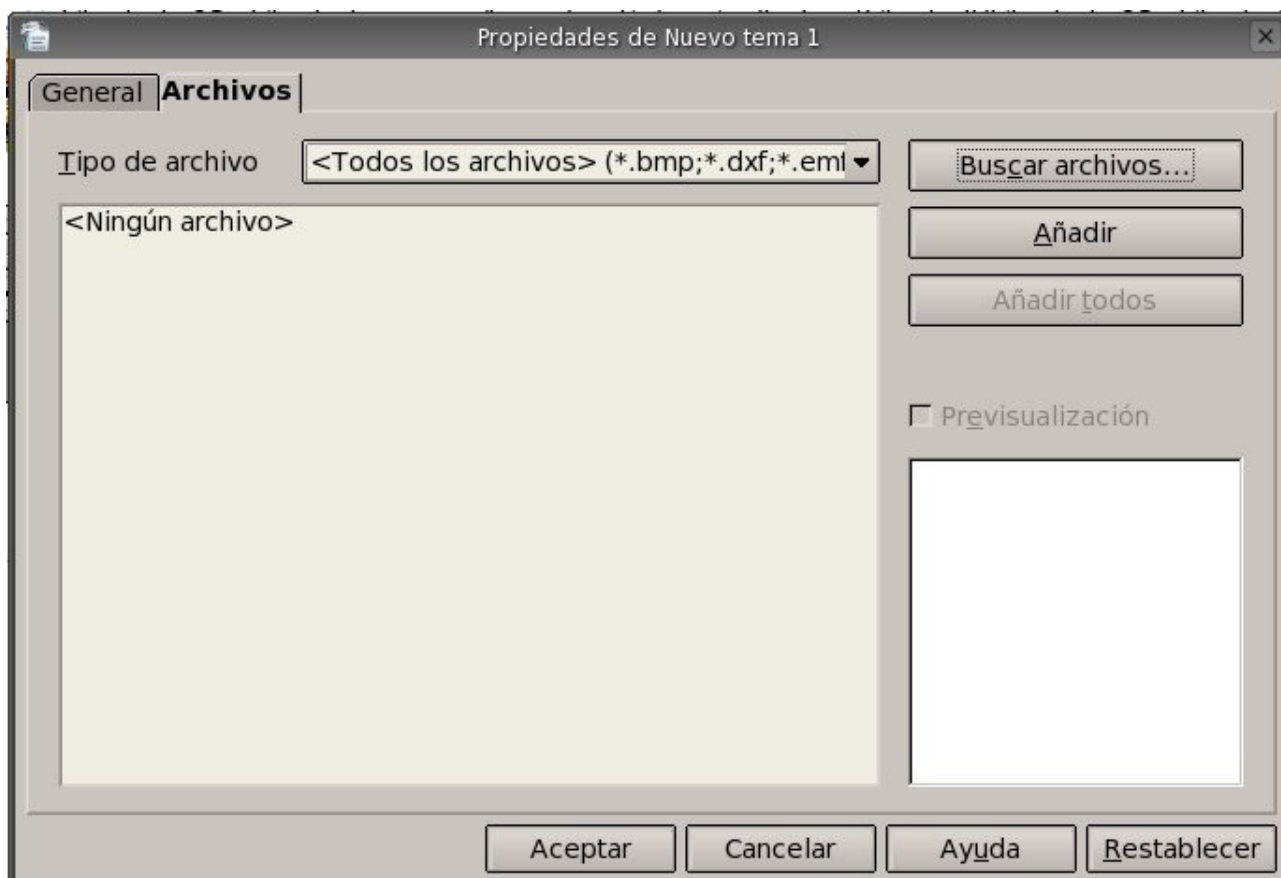 Propiedades de Nuevo tema 1
General Archivos
Tipo de archivo <Todos los archivos> (*.bmp;*.dxf;*.emf Buscar archivos...
<Ningún archivo>
Añadir
Añadir todos
Previsualización
Aceptar Cancelar Ayuda Restablecer